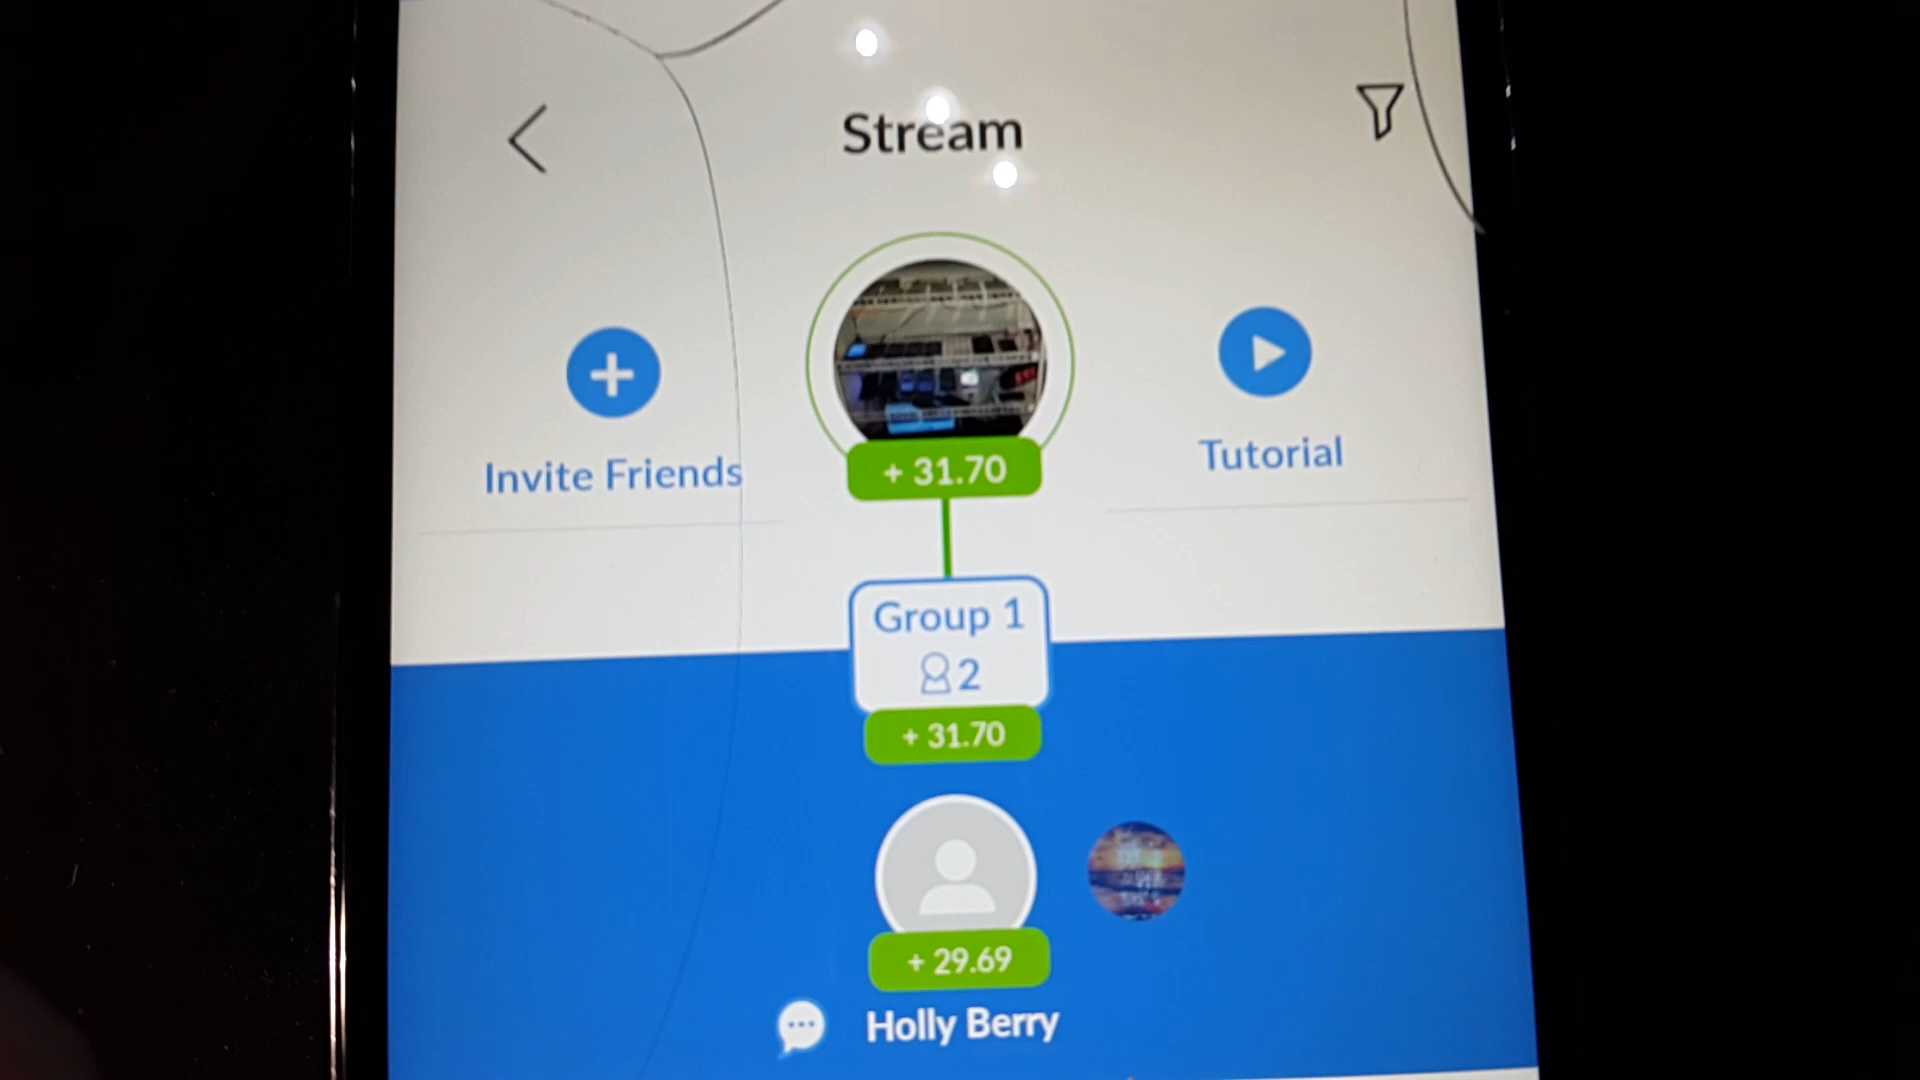 Stream
+ 31.70
Invite Friends
Tutorial
Group 1
2
+ 31.70
+ 29.69
Holly Berry